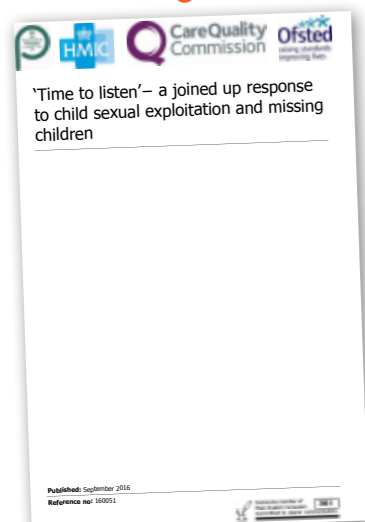 HMIC
CareQuality
Commission
Ofsted
raising standards
improving lives
‘Time to listen’– a joined up response
to child sexual exploitation and missing
children
Published: September 2016
Reference no: 160051